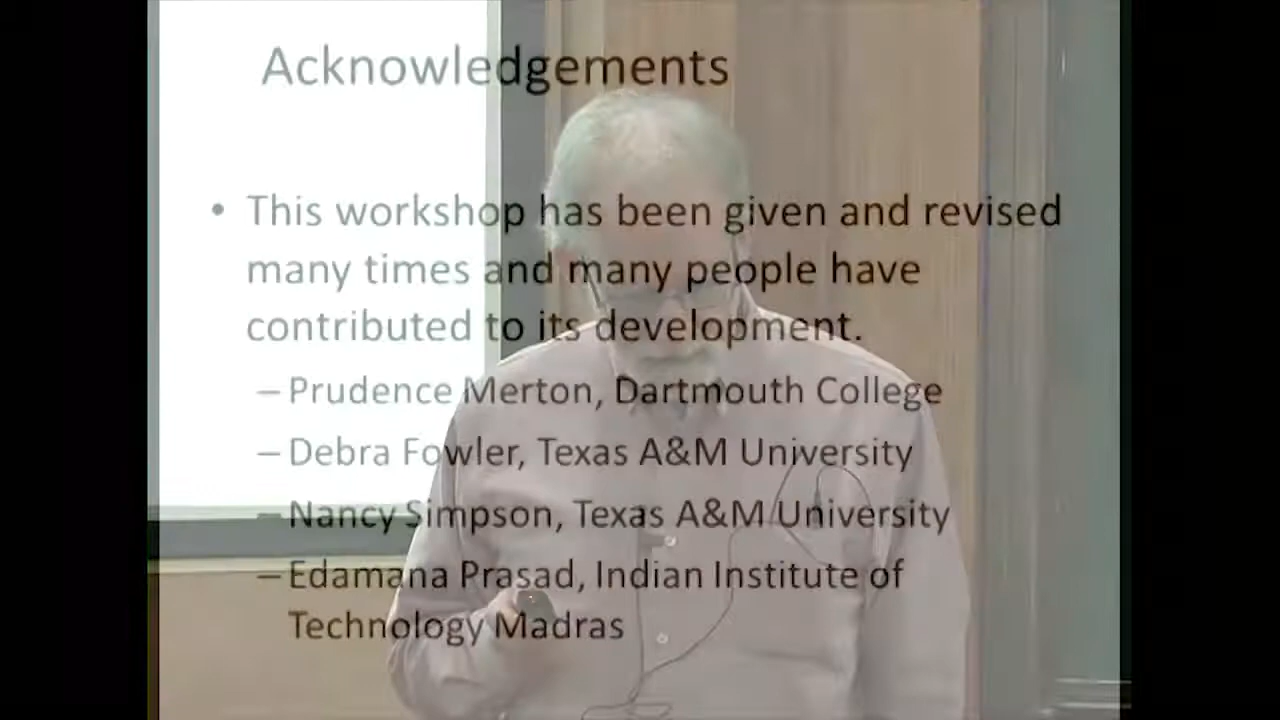 Acknowledgements
• This workshop has been given and revised
many times and many people have
contributed to its development.
– Prudence Merton, Dartmouth College
– Debra Fowler, Texas A&M University
– Nancy Simpson, Texas A&M University
– Edamana Prasad, Indian Institute of
Technology Madras